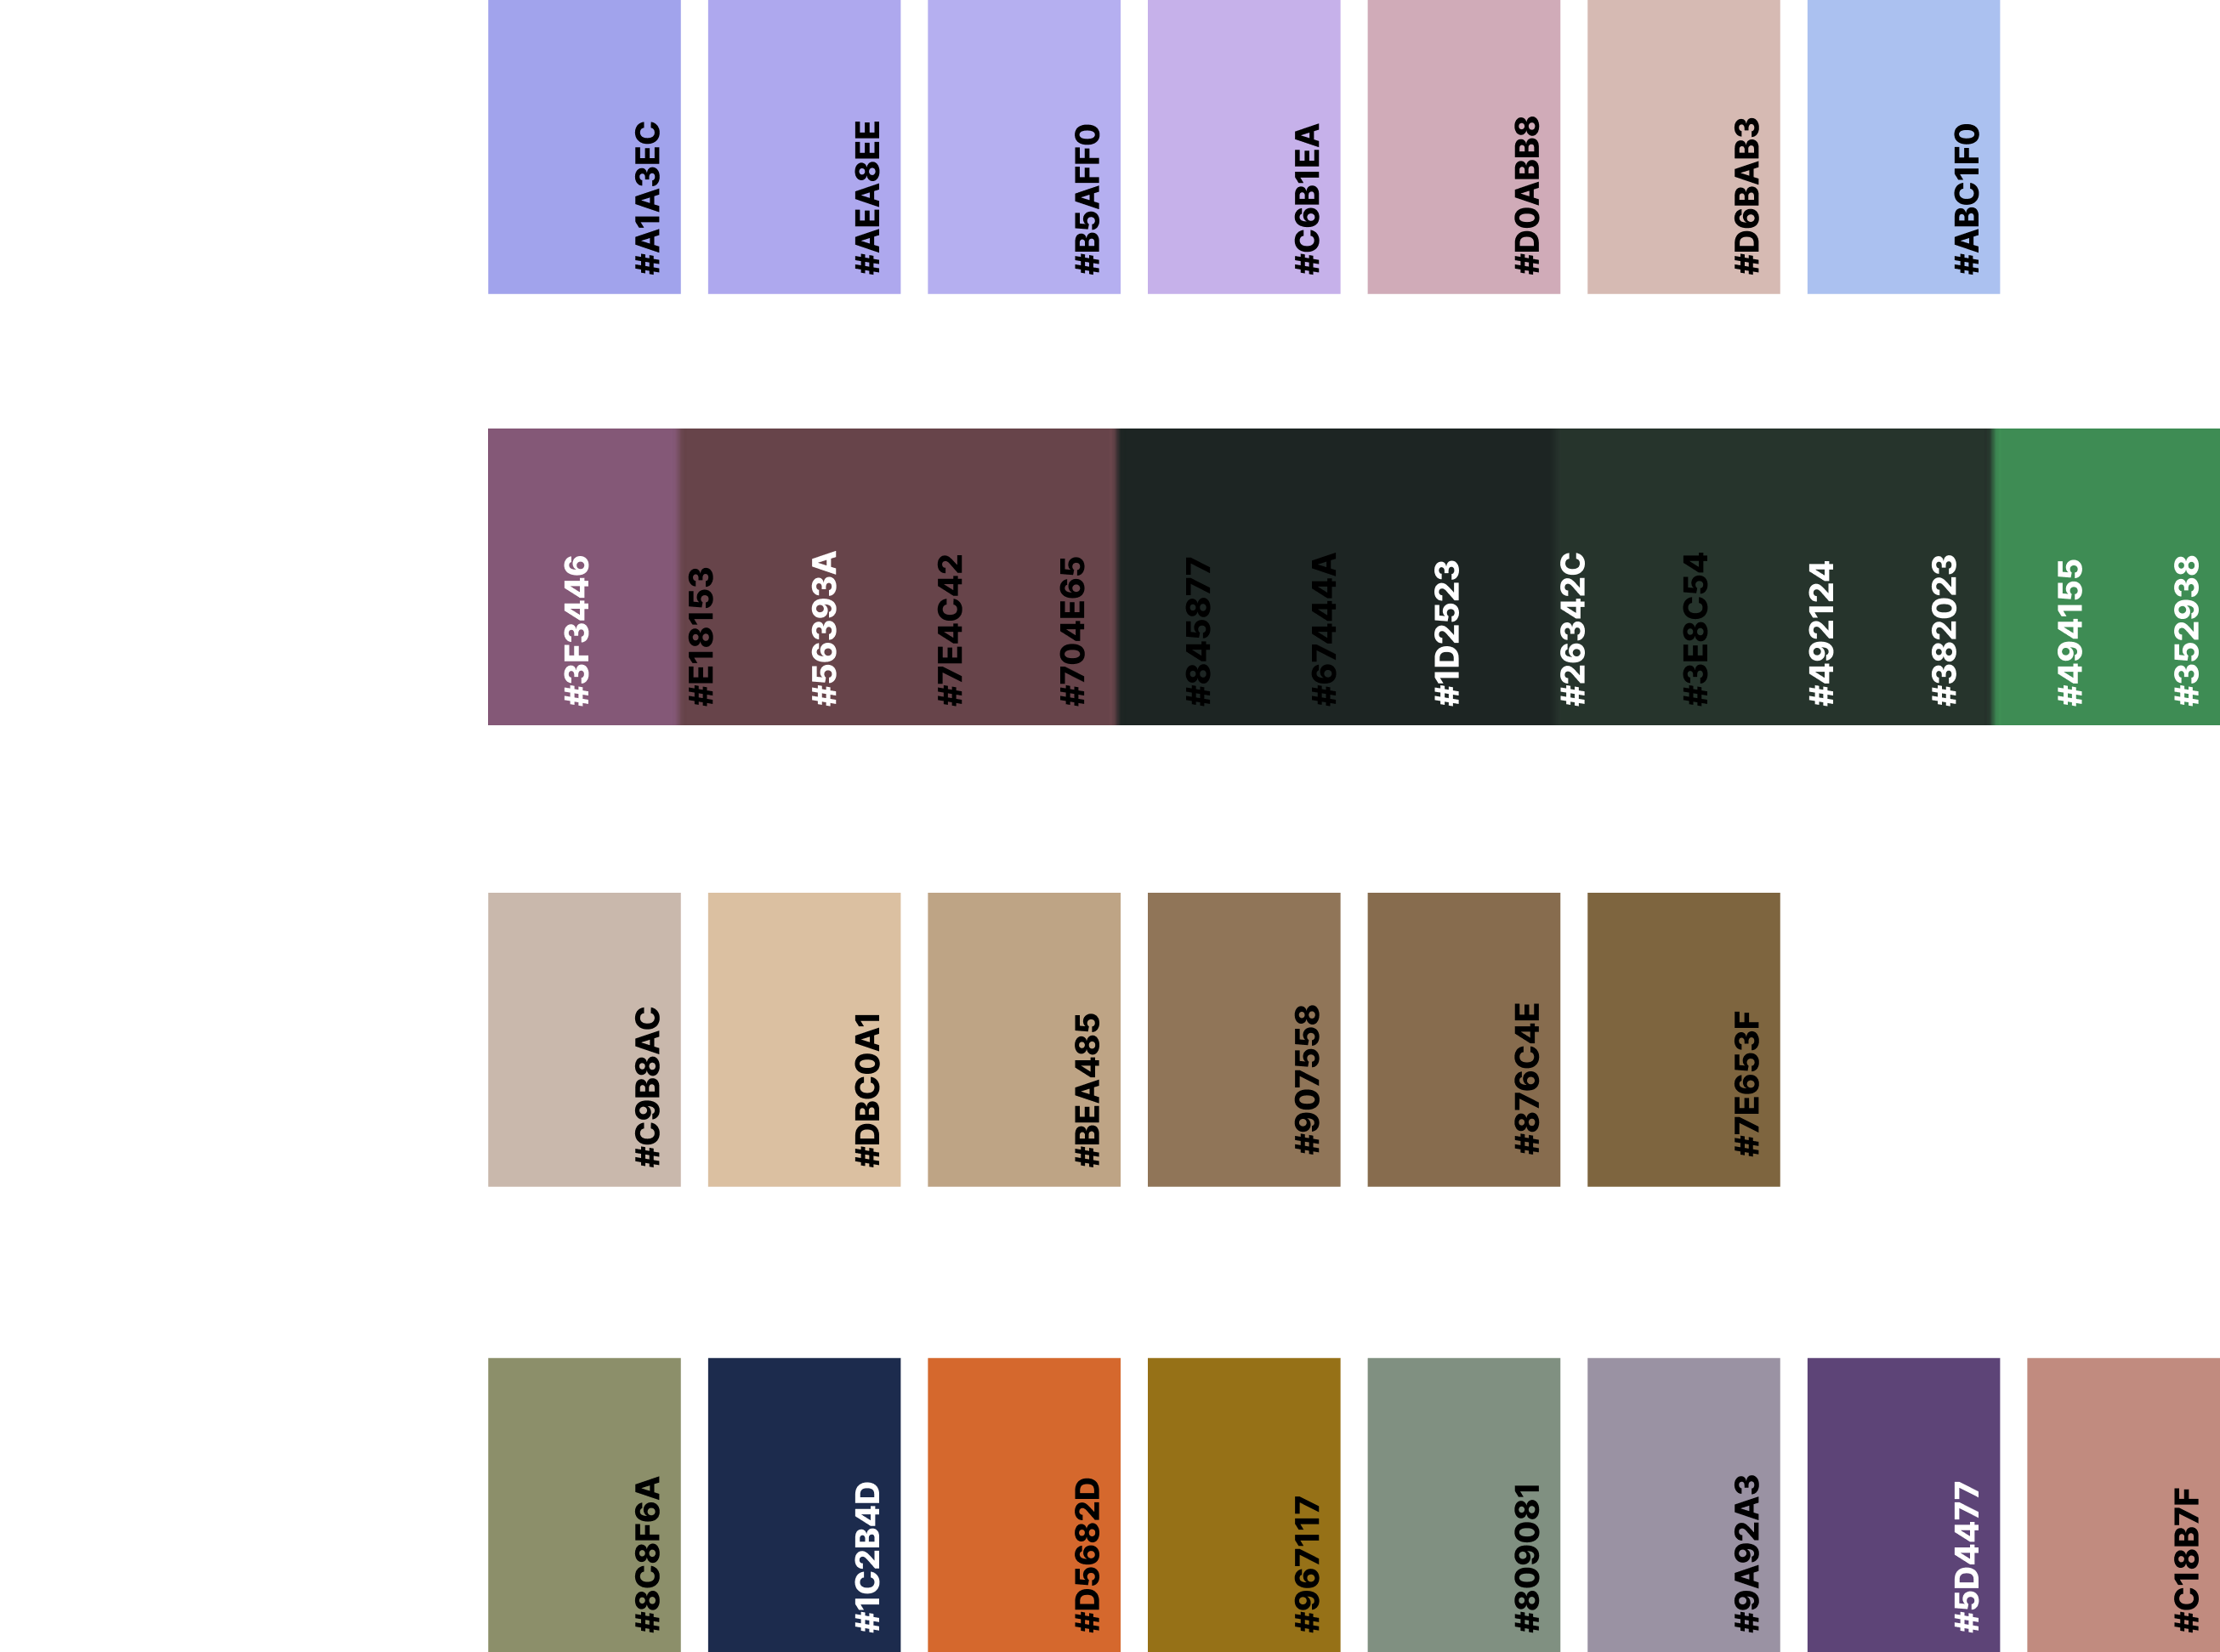 #A1A3EC
#AEA8EE
#B5AFF0
#C6B1EA
#D0ABB8
#D6BAB3
#ABC1F0
#3F3446
#E18153
#56393A
#7E4C42
#704E65
#845877
#67444A
#1D2523
#26342C
#3E8C54
#492124
#382023
#494155
#352938
#C9B8AC
#DBC0A1
#BEA485
#907558
#876C4E
#7E653F
#8C8F6A
#1C2B4D
#D5682D
#967117
#809081
#9A92A3
#5D4477
#C18B7F